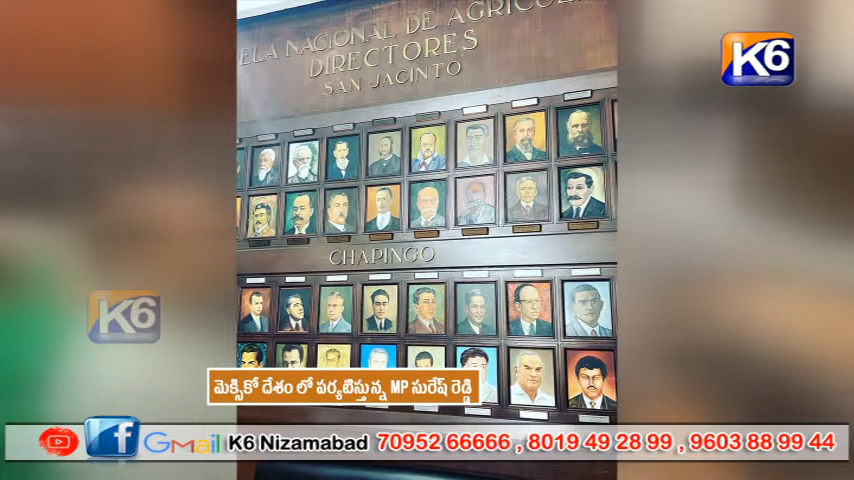 ELA NACIONAL DE AGRICUL
DIRECTORES
SAN JACINTO
K6
CHAPINGO
K6
మెక్సికో దేశం లో పర్యటిస్తున్న MP సురేష్ రెడ్డి
f Gmail K6 Nizamabad 70952 66666 , 8019 49 28 99 , 9603 88 99 44